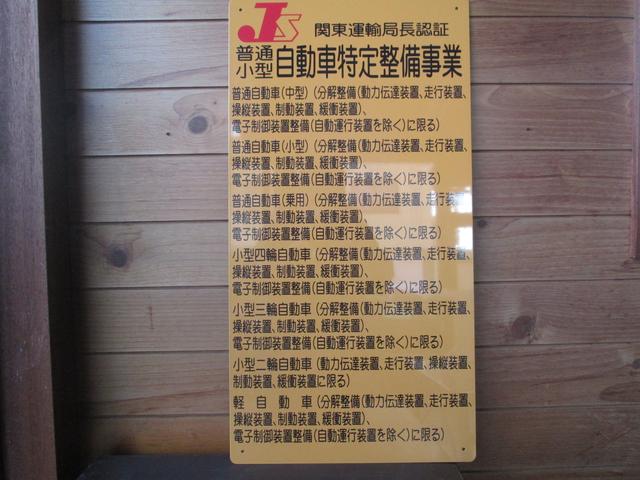 JS 関東運輸局長認証
普通
小型 自動車特定整備事業
普通自動車(中型)(分解整備(動力伝達装置、走行装置、
操縦装置、制動装置、緩衝装置)、
電子制御装置整備(自動運行装置を除く)に限る)
普通自動車(小型)(分解整備(動力伝達装置、走行装置、
操縦装置、制動装置、緩衝装置)、
電子制御装置整備(自動運行装置を除く)に限る)
普通自動車(乗用)(分解整備(動力伝達装置、走行装置、
操縦装置、制動装置、緩衝装置)、
電子制御装置整備(自動運行装置を除く)に限る)
小型四輪自動車(分解整備(動力伝達装置、走行装置、
操縦装置、制動装置、緩衝装置)、
電子制御装置整備(自動運行装置を除く)に限る)
小型三輪自動車(分解整備(動力伝達装置、走行装置、
操縦装置、制動装置、緩衝装置)、
電子制御装置整備(自動運行装置を除く)に限る)
小型二輪自動車(動力伝達装置、走行装置、操縦装置、
制動装置、緩衝装置に限る)
軽自動車(分解整備(動力伝達装置、走行装置、
操縦装置、制動装置、緩衝装置)、
電子制御装置整備(自動運行装置を除く)に限る)